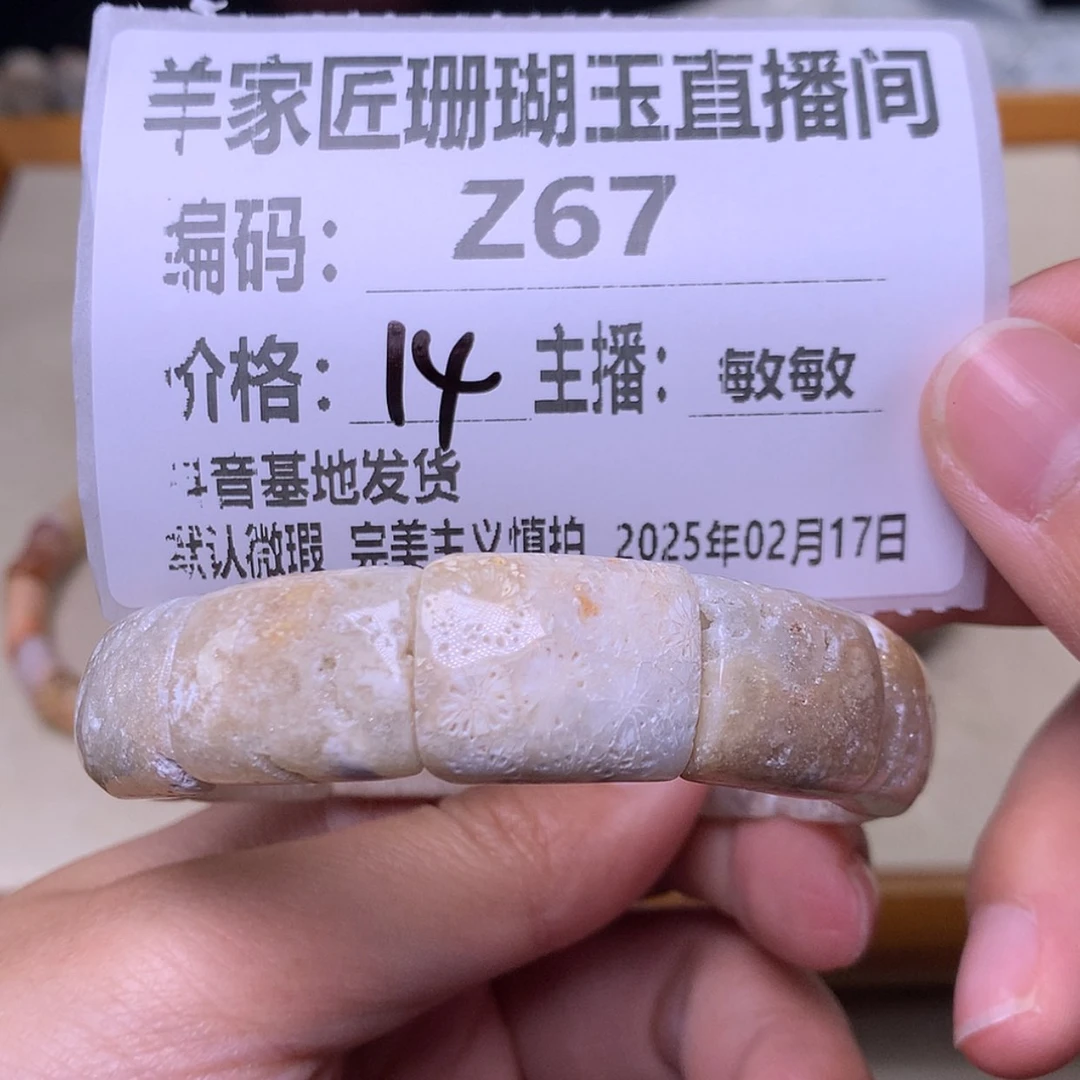 羊家匠珊瑚玉直播间
编码： Z67
价格： 14 主播： 敏敏
抖音基地发货
默认微瑕 完美主义慎拍 2025年02月17日